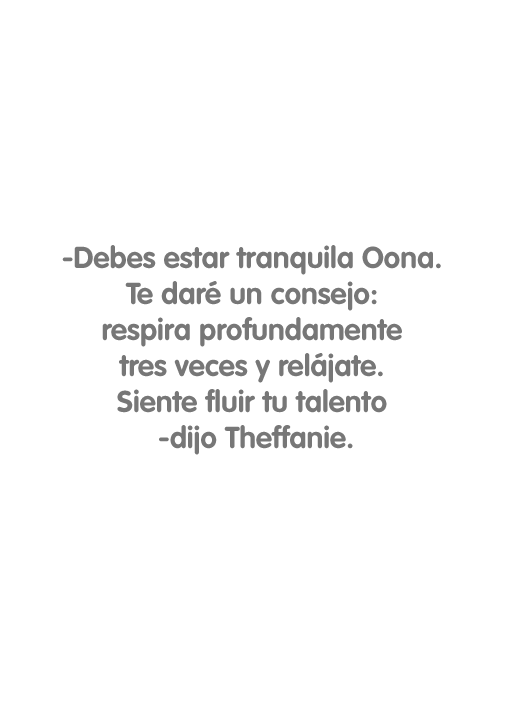 -Debes estar tranquila Oona.
Te daré un consejo:
respira profundamente
tres veces y relájate.
Siente fluir tu talento
-dijo Theffanie.